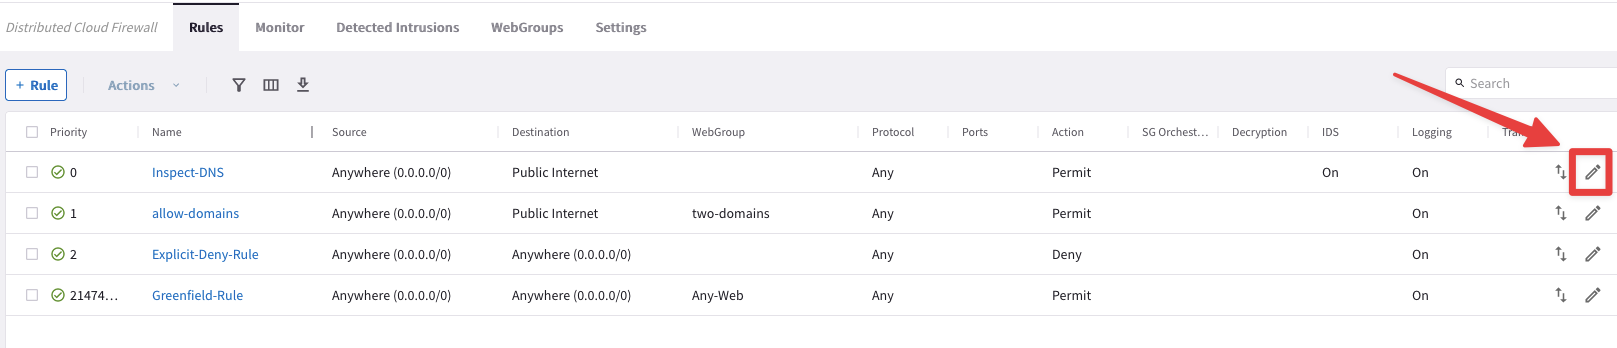 Distributed Cloud Firewall Rules Monitor Detected Intrusions WebGroups Settings
+ Rule Actions Search
Priority Name Source Destination WebGroup Protocol Ports Action SG Orchest... Decryption IDS Logging
0 Inspect-DNS Anywhere (0.0.0.0/0) Public Internet Any Permit On On
1 allow-domains Anywhere (0.0.0.0/0) Public Internet two-domains Any Permit On
2 Explicit-Deny-Rule Anywhere (0.0.0.0/0) Anywhere (0.0.0.0/0) Any Deny On
21474... Greenfield-Rule Anywhere (0.0.0.0/0) Anywhere (0.0.0.0/0) Any-Web Any Permit On